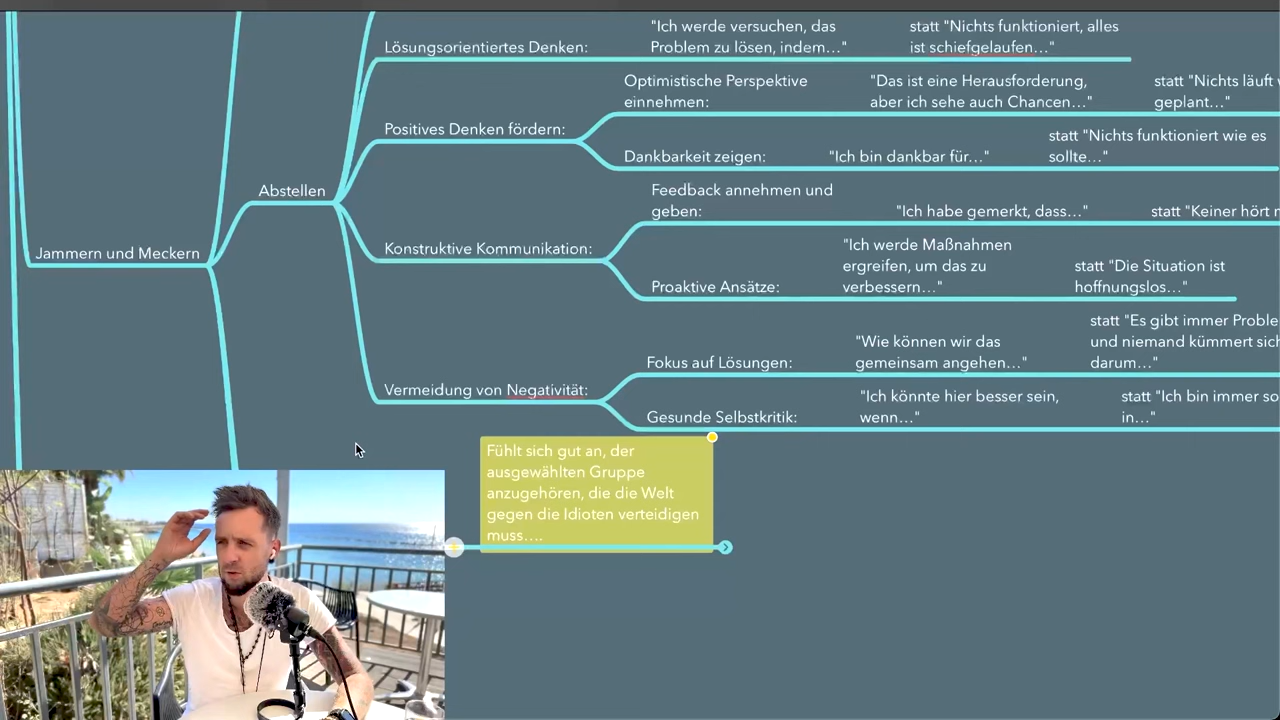 "Ich werde versuchen, das
Problem zu lösen, indem…"
statt "Nichts funktioniert, alles
ist schiefgelaufen…"
Lösungsorientiertes Denken:
Optimistische Perspektive
einnehmen:
"Das ist eine Herausforderung,
aber ich sehe auch Chancen…"
statt "Nichts läuft
geplant…"
Positives Denken fördern:
Dankbarkeit zeigen:
"Ich bin dankbar für…"
statt "Nichts funktioniert wie es
sollte…"
Abstellen
Feedback annehmen und
geben:
"Ich habe gemerkt, dass…"
statt "Keiner hört
Jammern und Meckern
Konstruktive Kommunikation:
Proaktive Ansätze:
"Ich werde Maßnahmen
ergreifen, um das zu
verbessern…"
statt "Die Situation ist
hoffnungslos…"
Fokus auf Lösungen:
"Wie können wir das
gemeinsam angehen…"
statt "Es gibt immer Proble
und niemand kümmert sich
darum…"
Vermeidung von Negativität:
Gesunde Selbstkritik:
"Ich könnte hier besser sein,
wenn…"
statt "Ich bin immer so
in…"
Fühlt sich gut an, der
ausgewählten Gruppe
anzugehören, die die Welt
gegen die Idioten verteidigen
muss….